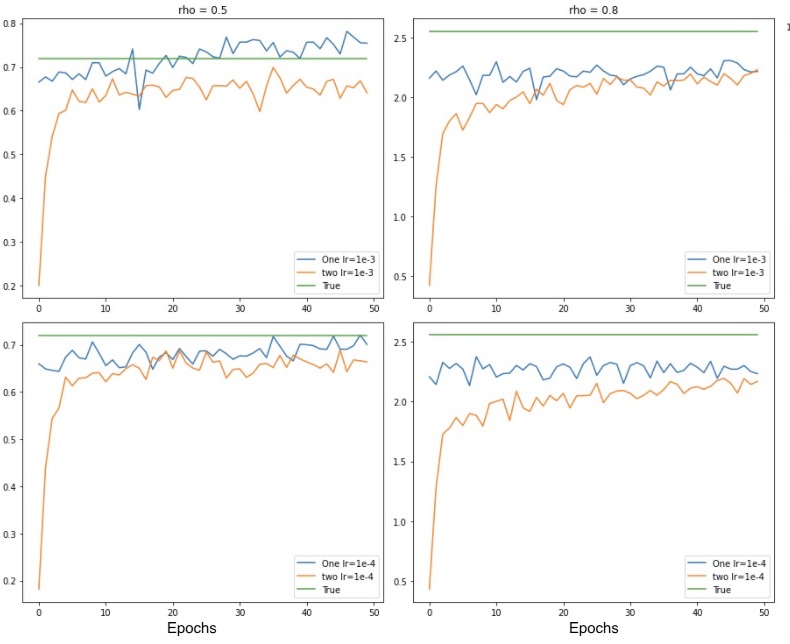 rho = 0.5
0.8
0.7
0.6
0.5
0.4
0.3
0.2
0 10 20 30 40 50
One lr=1e-3
two lr=1e-3
True
rho = 0.8
1
2.5
2.0
1.5
1.0
0.5
0 10 20 30 40 50
One lr=1e-3
two lr=1e-3
True
0.7
0.6
0.5
0.4
0.3
0.2
0 10 20 30 40 50
One lr=1e-4
two lr=1e-4
True
Epochs
2.5
2.0
1.5
1.0
0.5
0 10 20 30 40 50
One lr=1e-4
two lr=1e-4
True
Epochs